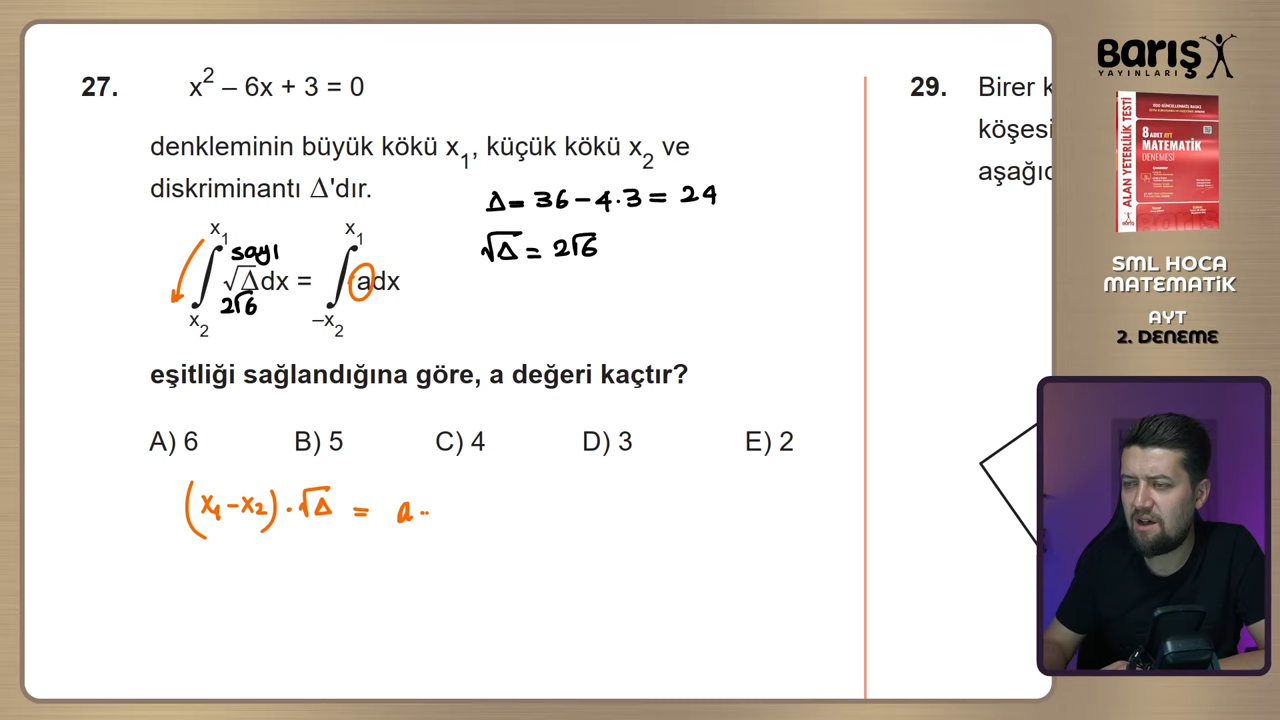 27. x² – 6x + 3 = 0
denkleminin büyük kökü x₁, küçük kökü x₂ ve
diskriminantı Δ'dır.
Δ = 36 – 4·3 = 24
√Δ = 2√6
x₁ x₁
sayı
∫ √Δdx = ∫ adx
2√6
x₂ –x₂
eşitliği sağlandığına göre, a değeri kaçtır?
A) 6 B) 5 C) 4 D) 3 E) 2
(x₁ – x₂) · √Δ = a ··
29. Birer k
köşesi
aşağıd
BARIŞ
YAYINLARI
ALAN YETERLİLİK TESTİ
8 ADET AYT
MATEMATİK
DENEMESİ
SML HOCA
MATEMATİK
AYT
2. DENEME